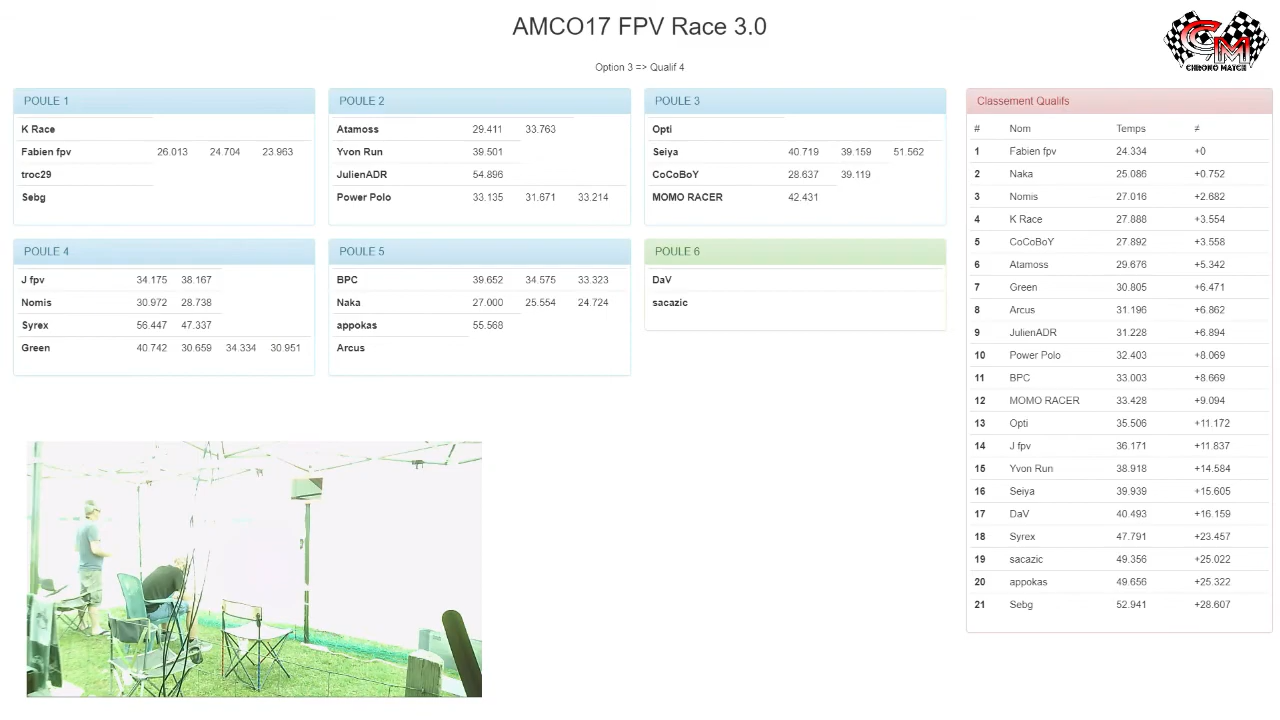 AMCO17 FPV Race 3.0
CM
CHRONO MATCH
Option 3 => Qualif 4
POULE 1
K Race
Fabien fpv 26.013 24.704 23.963
troc29
Sebg
POULE 2
Atamoss 29.411 33.763
Yvon Run 39.501
JulienADR 54.896
Power Polo 33.135 31.671 33.214
POULE 3
Opti
Seiya 40.719 39.159 51.562
CoCoBoY 28.637 39.119
MOMO RACER 42.431
POULE 4
J fpv 34.175 38.167
Nomis 30.972 28.738
Syrex 56.447 47.337
Green 40.742 30.659 34.334 30.951
POULE 5
BPC 39.652 34.575 33.323
Naka 27.000 25.554 24.724
appokas 55.568
Arcus
POULE 6
DaV
sacazic
Classement Qualifs
# Nom Temps ≠
1 Fabien fpv 24.334 +0
2 Naka 25.086 +0.752
3 Nomis 27.016 +2.682
4 K Race 27.888 +3.554
5 CoCoBoY 27.892 +3.558
6 Atamoss 29.676 +5.342
7 Green 30.805 +6.471
8 Arcus 31.196 +6.862
9 JulienADR 31.228 +6.894
10 Power Polo 32.403 +8.069
11 BPC 33.003 +8.669
12 MOMO RACER 33.428 +9.094
13 Opti 35.506 +11.172
14 J fpv 36.171 +11.837
15 Yvon Run 38.918 +14.584
16 Seiya 39.939 +15.605
17 DaV 40.493 +16.159
18 Syrex 47.791 +23.457
19 sacazic 49.356 +25.022
20 appokas 49.656 +25.322
21 Sebg 52.941 +28.607